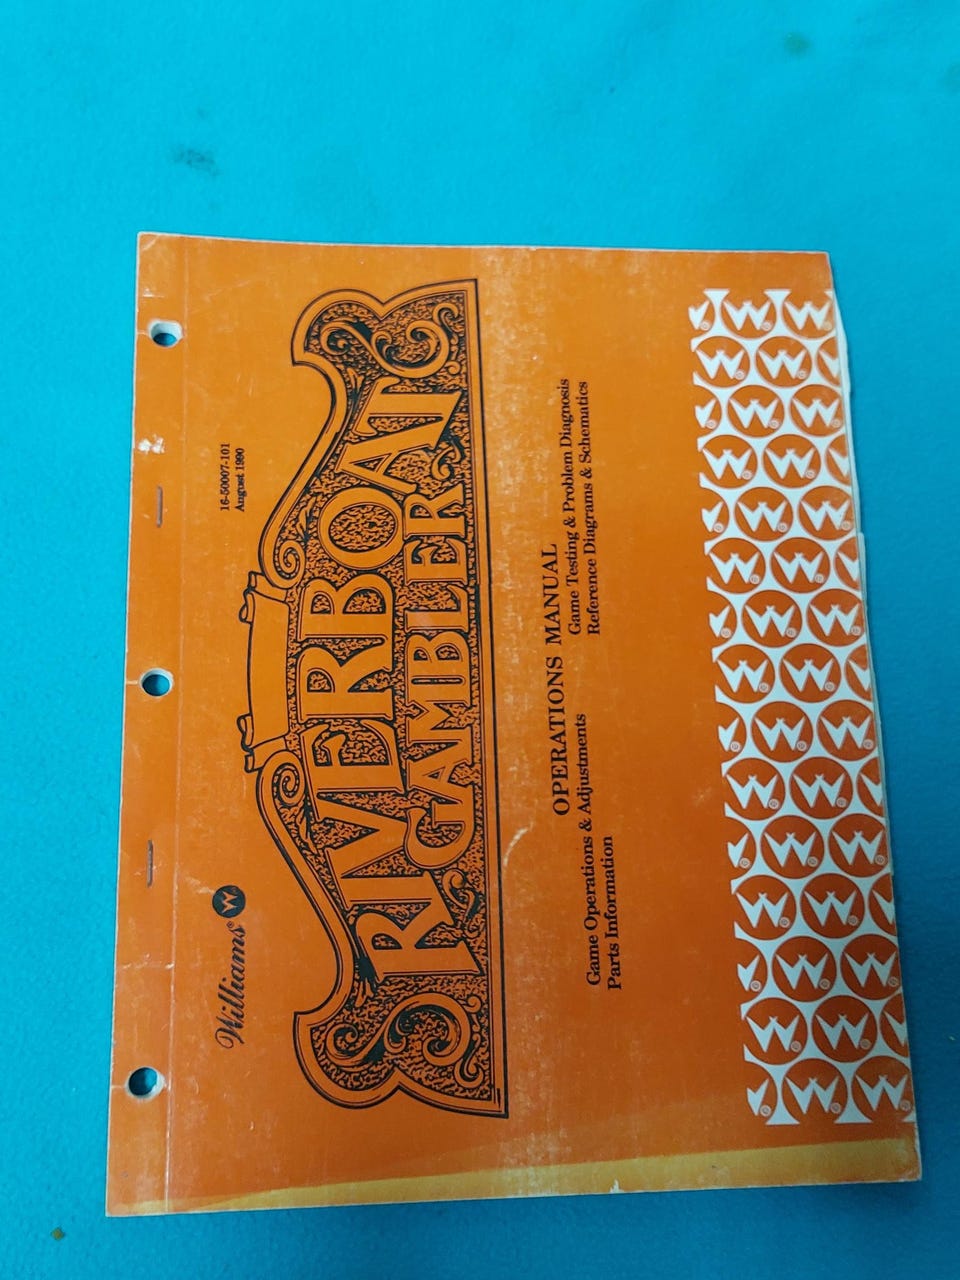 Williams®
16-50007-101
August 1990
RIVERBOAT
GAMBLER
OPERATIONS MANUAL
Game Operations & Adjustments
Parts Information
Game Testing & Problem Diagnosis
Reference Diagrams & Schematics